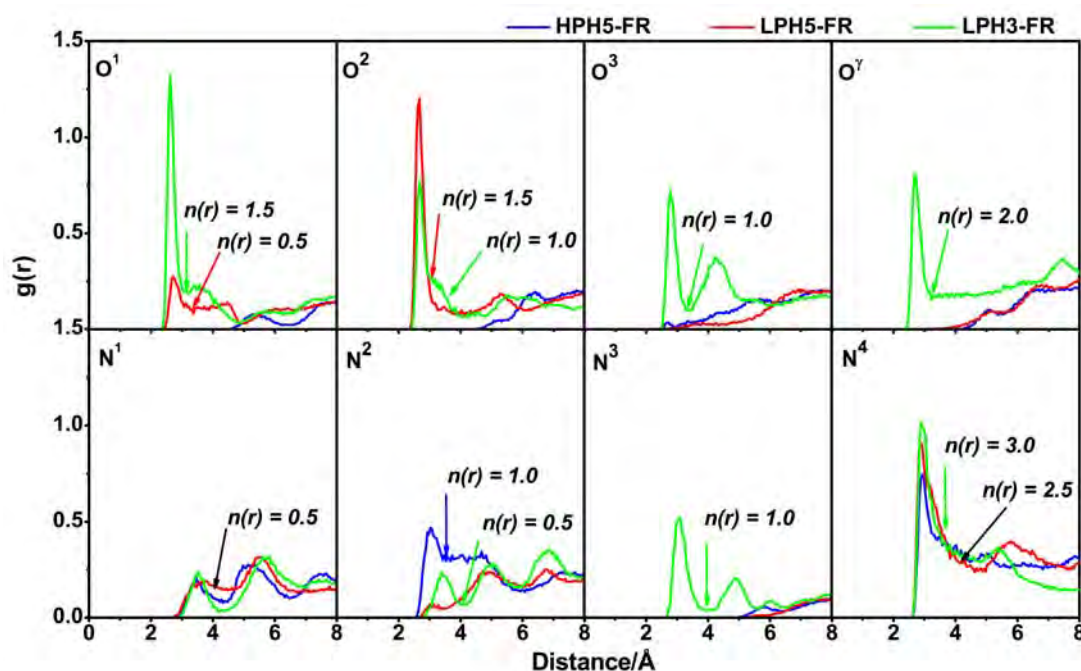 HPH5-FR LPH5-FR LPH3-FR
1.5 O¹ O² O³ Oᵞ
1.0
n(r) = 1.5 n(r) = 1.5 n(r) = 1.0 n(r) = 2.0
0.5 n(r) = 0.5 n(r) = 1.0
g(r)
1.5
N¹ N² N³ N⁴
1.0
n(r) = 1.0 n(r) = 3.0
0.5 n(r) = 0.5 n(r) = 0.5 n(r) = 1.0 n(r) = 2.5
0.0
0 2 4 6 8 2 4 6 8 2 4 6 8 2 4 6 8
Distance/Å